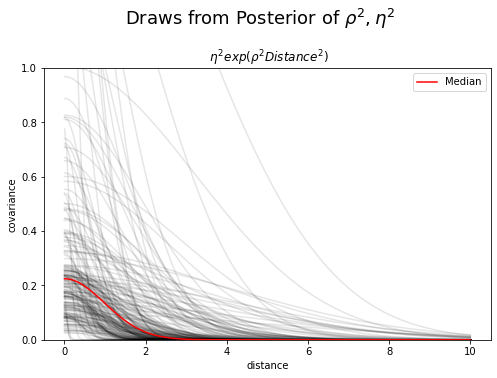 Draws from Posterior of ρ², η²
η²exp(ρ²Distance²)
Median
covariance
1.0
0.8
0.6
0.4
0.2
0.0
0 2 4 6 8 10
distance